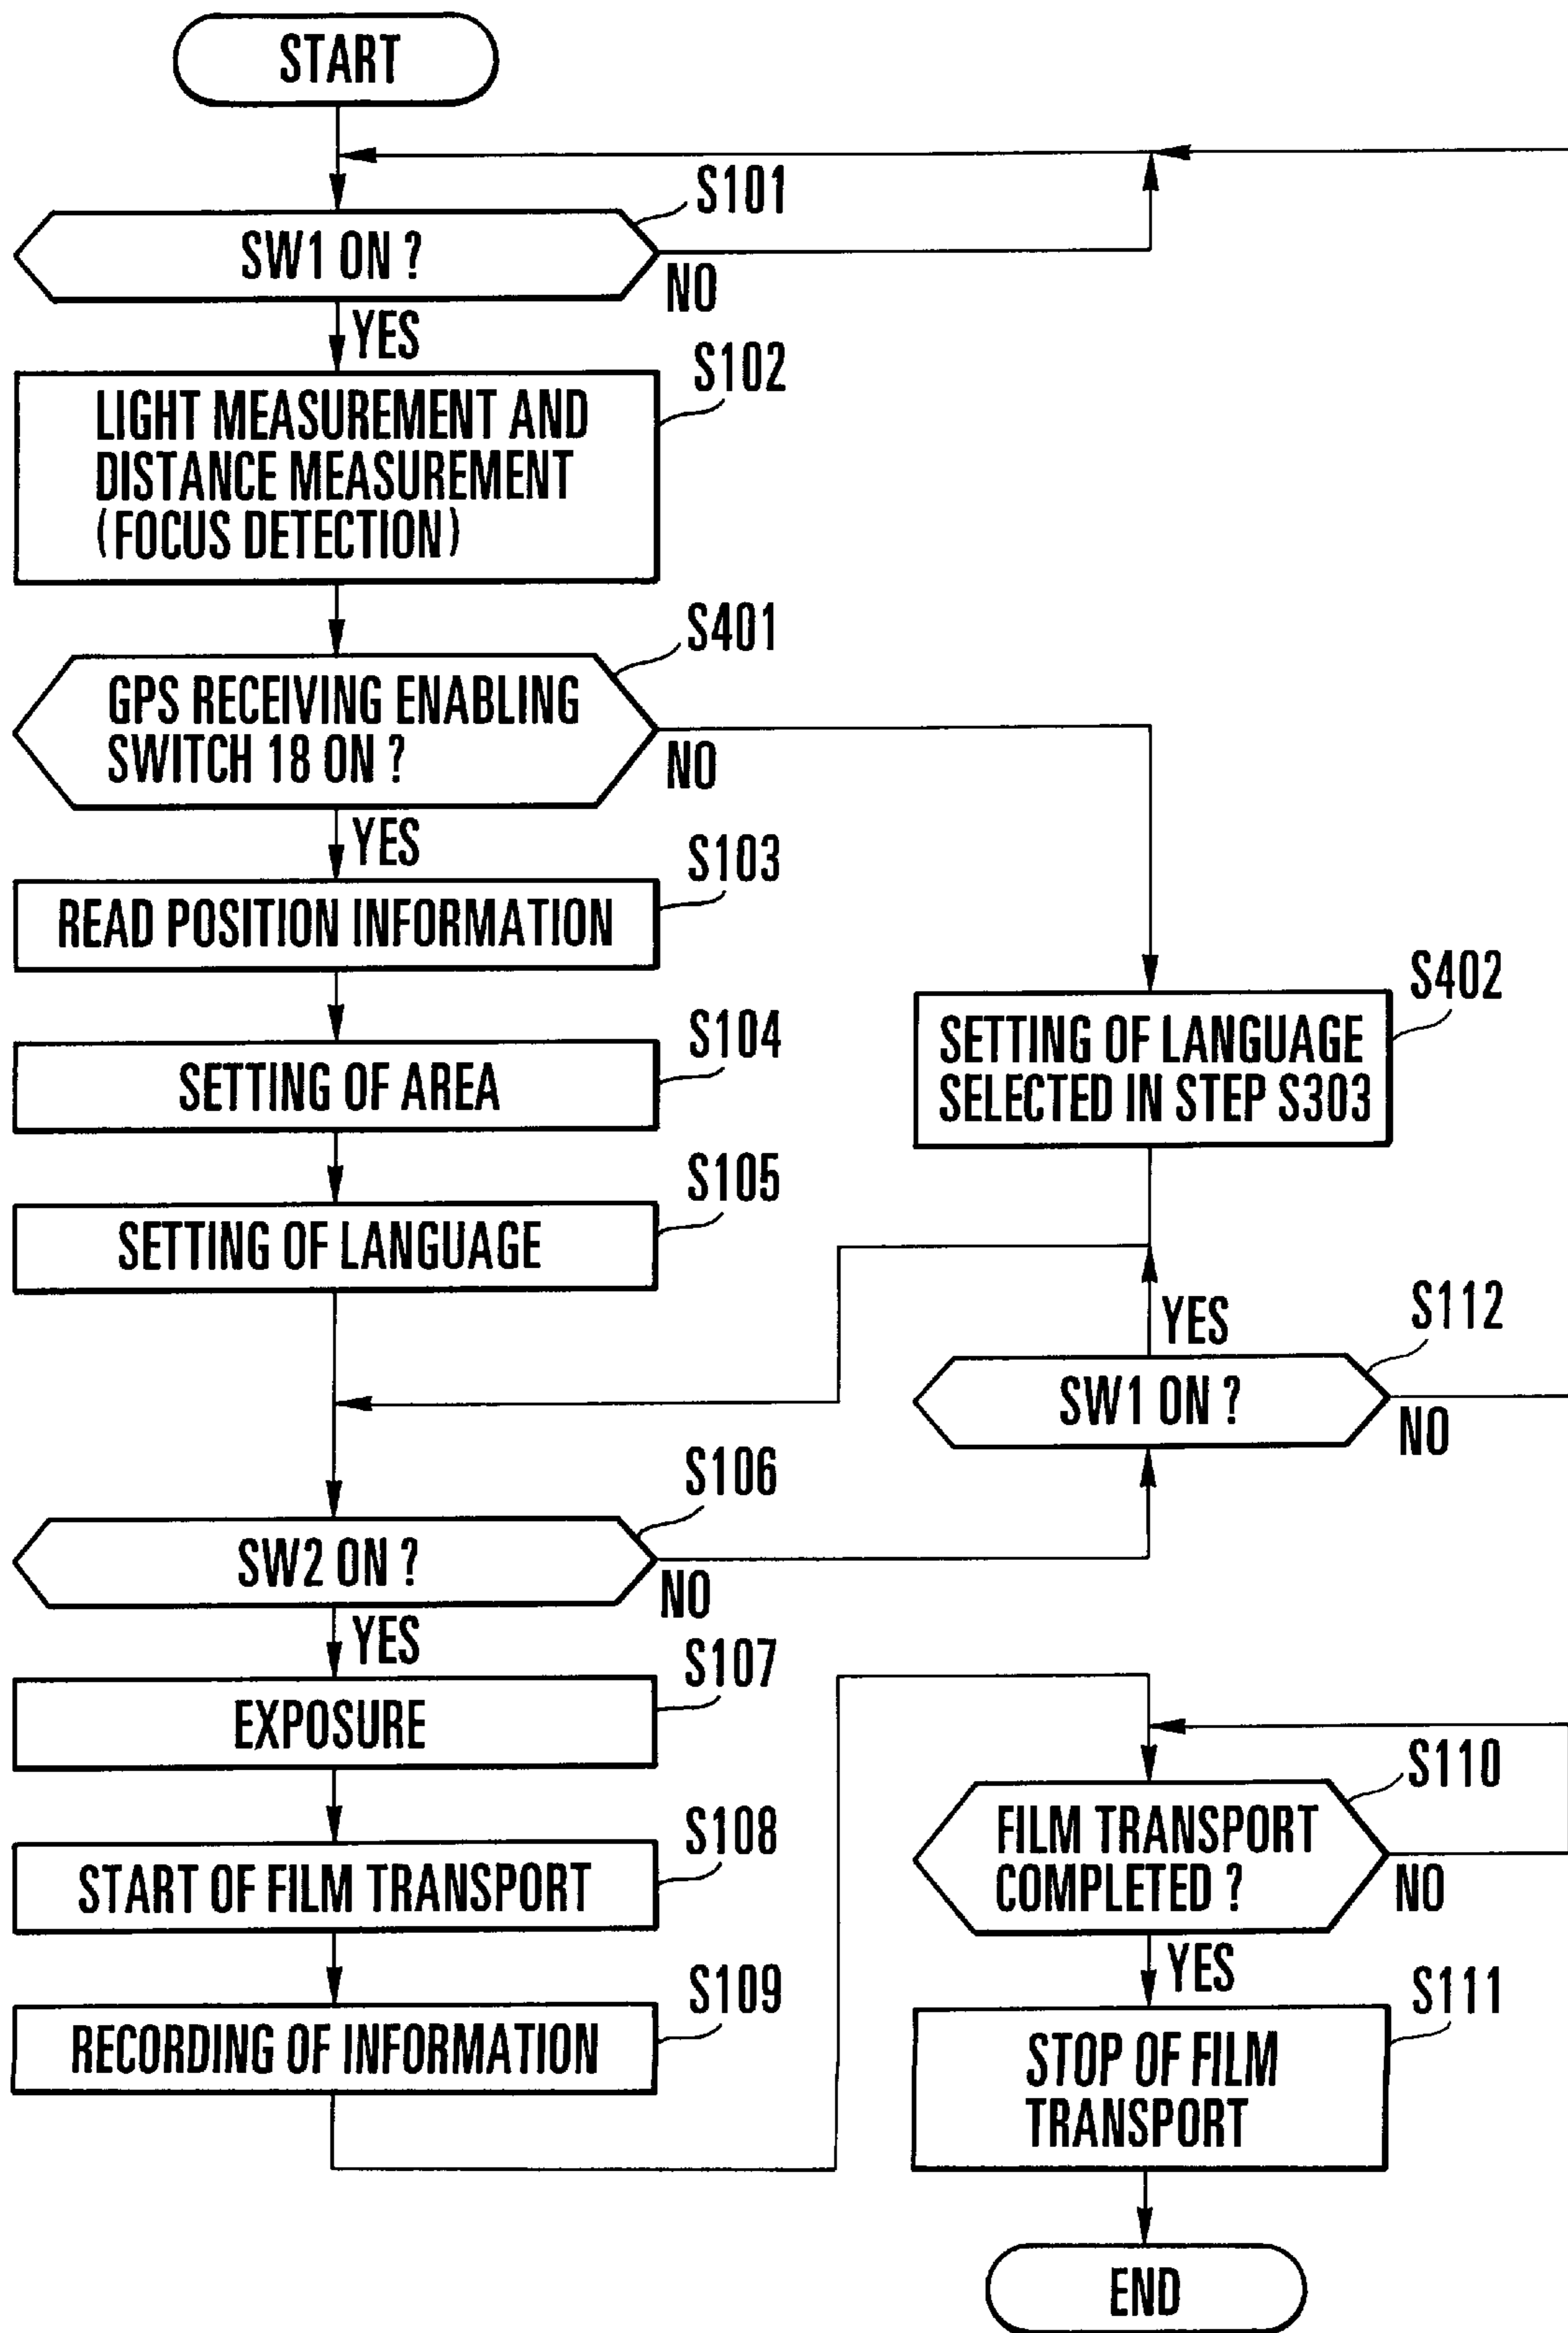 START
S101
SW1 ON ?
NO
YES
S102
LIGHT MEASUREMENT AND
DISTANCE MEASUREMENT
(FOCUS DETECTION)
S401
GPS RECEIVING ENABLING
SWITCH 18 ON ?
NO
YES
S103
READ POSITION INFORMATION
S104
SETTING OF AREA
S105
SETTING OF LANGUAGE
S402
SETTING OF LANGUAGE
SELECTED IN STEP S303
S112
YES
SW1 ON ?
NO
S106
SW2 ON ?
NO
YES
S107
EXPOSURE
S108
START OF FILM TRANSPORT
S109
RECORDING OF INFORMATION
S110
FILM TRANSPORT
COMPLETED ?
NO
YES
S111
STOP OF FILM
TRANSPORT
END